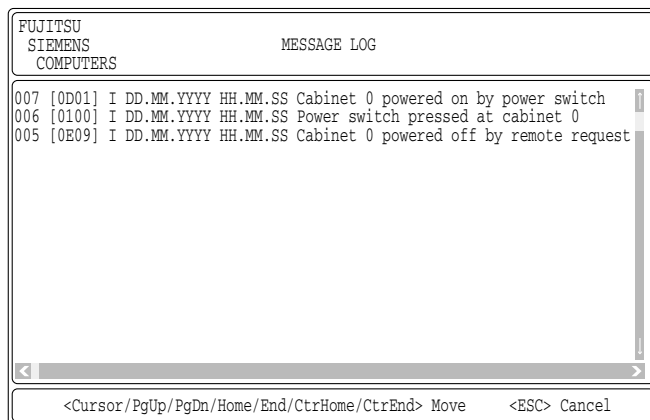 FUJITSU
SIEMENS
COMPUTERS
MESSAGE LOG
007 [0D01] I DD.MM.YYYY HH.MM.SS Cabinet 0 powered on by power switch
006 [0100] I DD.MM.YYYY HH.MM.SS Power switch pressed at cabinet 0
005 [0E09] I DD.MM.YYYY HH.MM.SS Cabinet 0 powered off by remote request
<Cursor/PgUp/PgDn/Home/End/CtrHome/CtrEnd> Move <ESC> Cancel